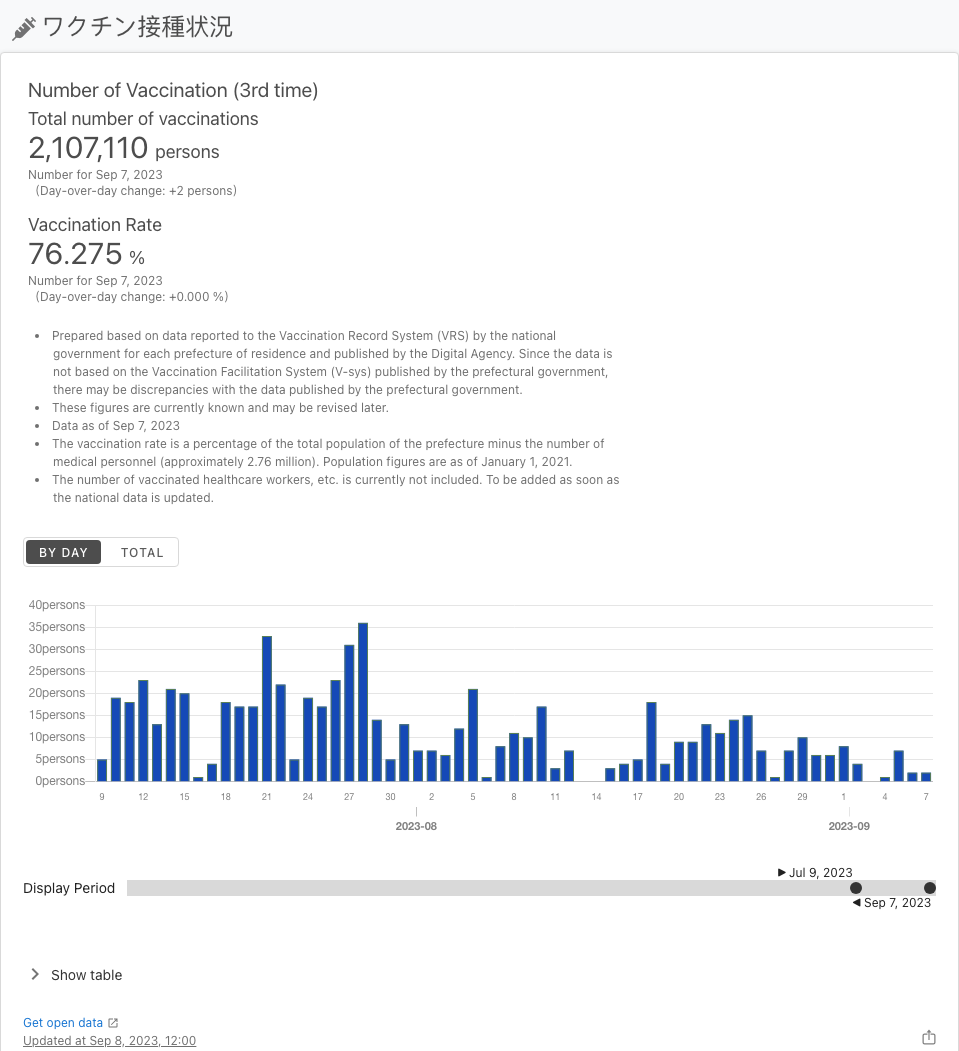 ワクチン接種状況
Number of Vaccination (3rd time)
Total number of vaccinations
2,107,110 persons
Number for Sep 7, 2023
(Day-over-day change: +2 persons)
Vaccination Rate
76.275 %
Number for Sep 7, 2023
(Day-over-day change: +0.000 %)
• Prepared based on data reported to the Vaccination Record System (VRS) by the national
government for each prefecture of residence and published by the Digital Agency. Since the data is
not based on the Vaccination Facilitation System (V-sys) published by the prefectural government,
there may be discrepancies with the data published by the prefectural government.
• These figures are currently known and may be revised later.
• Data as of Sep 7, 2023
• The vaccination rate is a percentage of the total population of the prefecture minus the number of
medical personnel (approximately 2.76 million). Population figures are as of January 1, 2021.
• The number of vaccinated healthcare workers, etc. is currently not included. To be added as soon as
the national data is updated.
BY DAY TOTAL
40persons
35persons
30persons
25persons
20persons
15persons
10persons
5persons
0persons
9 12 15 18 21 24 27 30 2 5 8 11 14 17 20 23 26 29 1 4 7
2023-08 2023-09
Jul 9, 2023
Display Period
Sep 7, 2023
Show table
Get open data
Updated at Sep 8, 2023, 12:00